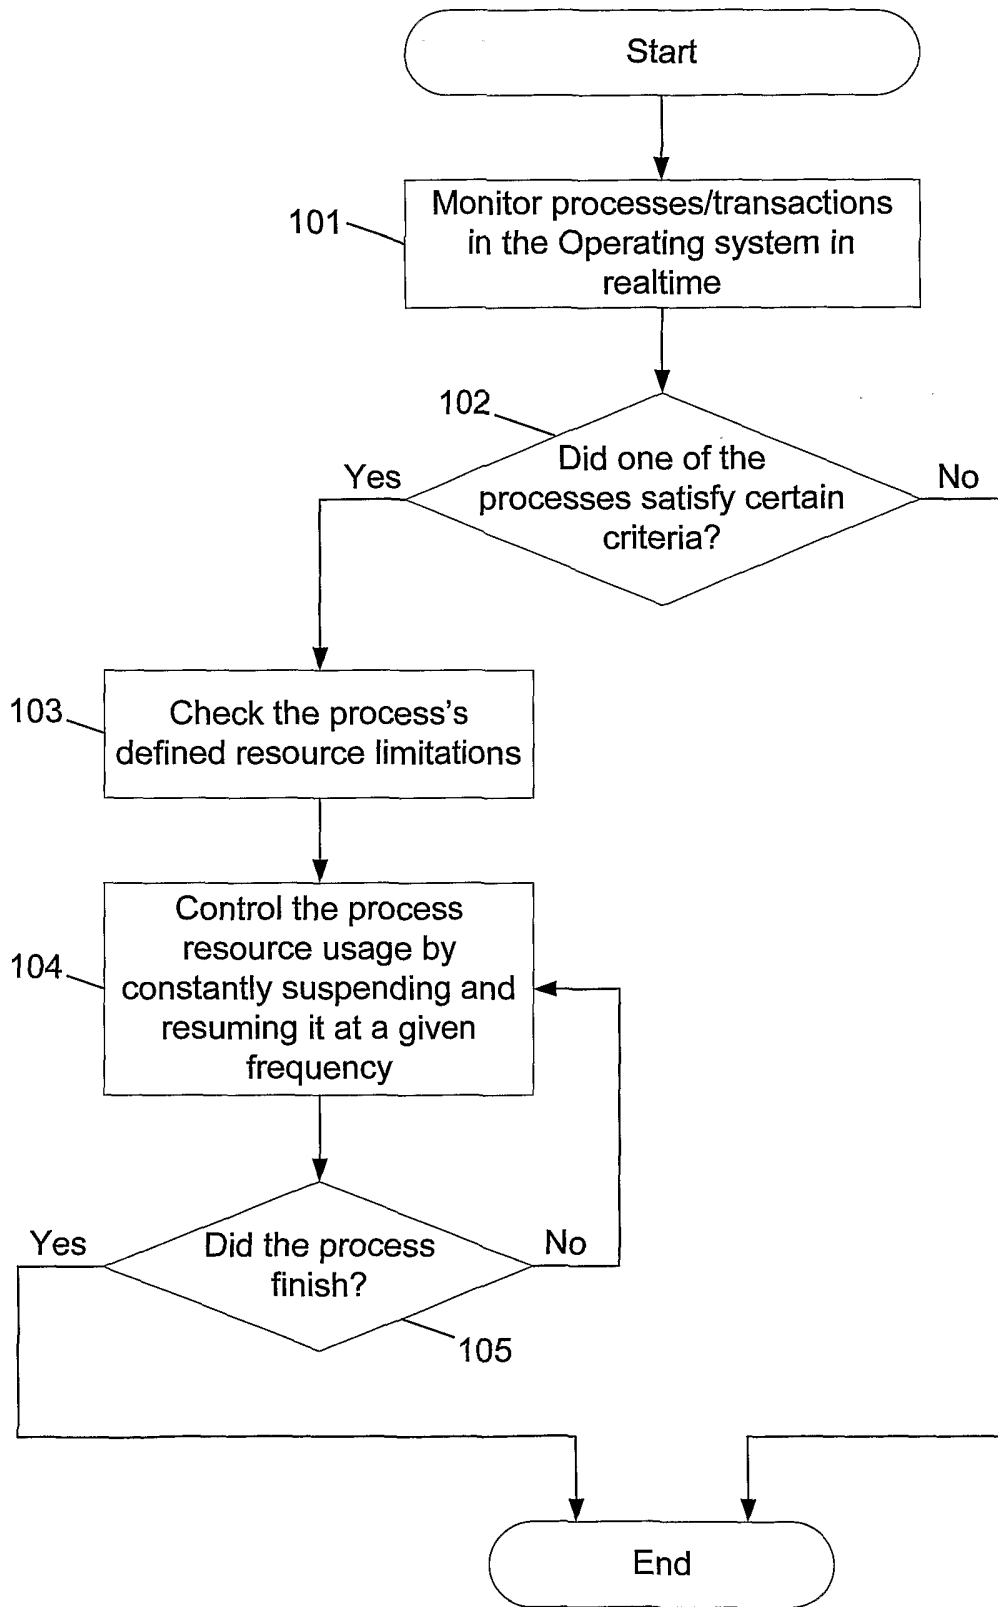 Start
101
Monitor processes/transactions
in the Operating system in
realtime
102
Did one of the
processes satisfy certain
criteria?
Yes
No
103
Check the process’s
defined resource limitations
104
Control the process
resource usage by
constantly suspending and
resuming it at a given
frequency
Yes
Did the process
finish?
No
105
End